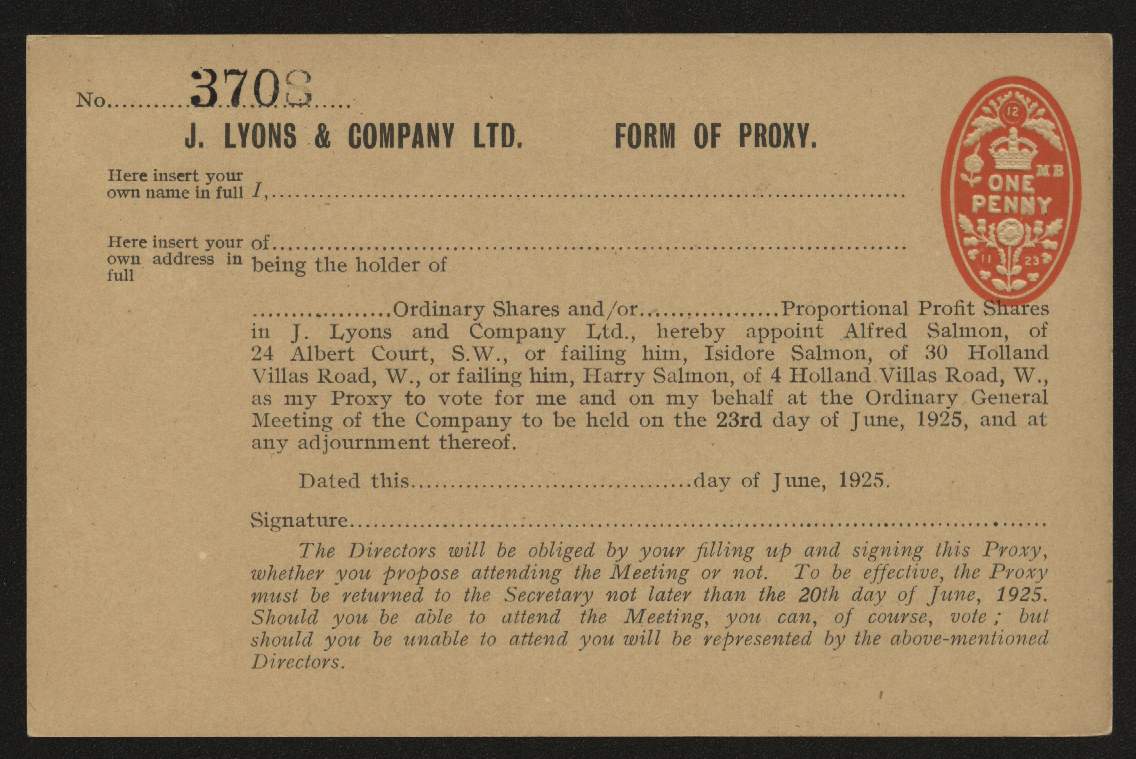 No. 3708
J. LYONS & COMPANY LTD. FORM OF PROXY.
Here insert your
own name in full I,
Here insert your of
own address in
full
being the holder of
Ordinary Shares and/or Proportional Profit Shares
in J. Lyons and Company Ltd., hereby appoint Alfred Salmon, of
24 Albert Court, S.W., or failing him, Isidore Salmon, of 30 Holland
Villas Road, W., or failing him, Harry Salmon, of 4 Holland Villas Road, W.,
as my Proxy to vote for me and on my behalf at the Ordinary General
Meeting of the Company to be held on the 23rd day of June, 1925, and at
any adjournment thereof.
Dated this day of June, 1925.
Signature
The Directors will be obliged by your filling up and signing this Proxy,
whether you propose attending the Meeting or not. To be effective, the Proxy
must be returned to the Secretary not later than the 20th day of June, 1925.
Should you be able to attend the Meeting, you can, of course, vote; but
should you be unable to attend you will be represented by the above-mentioned
Directors.
12
MB
ONE
PENNY
11 23